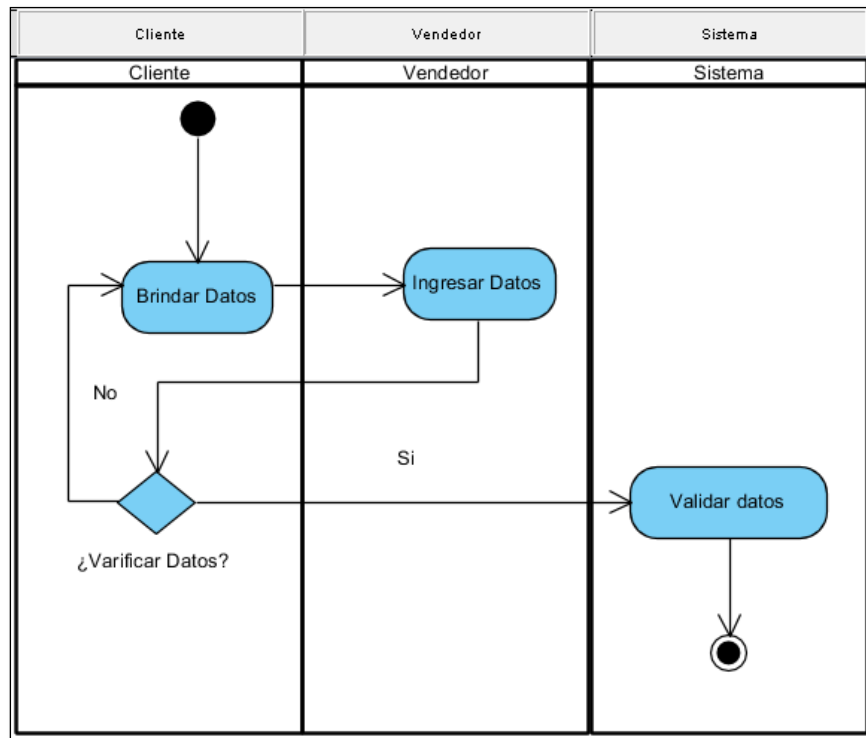 Cliente Vendedor Sistema
Cliente Vendedor Sistema
Brindar Datos Ingresar Datos
No
Si
Validar datos
¿Varificar Datos?